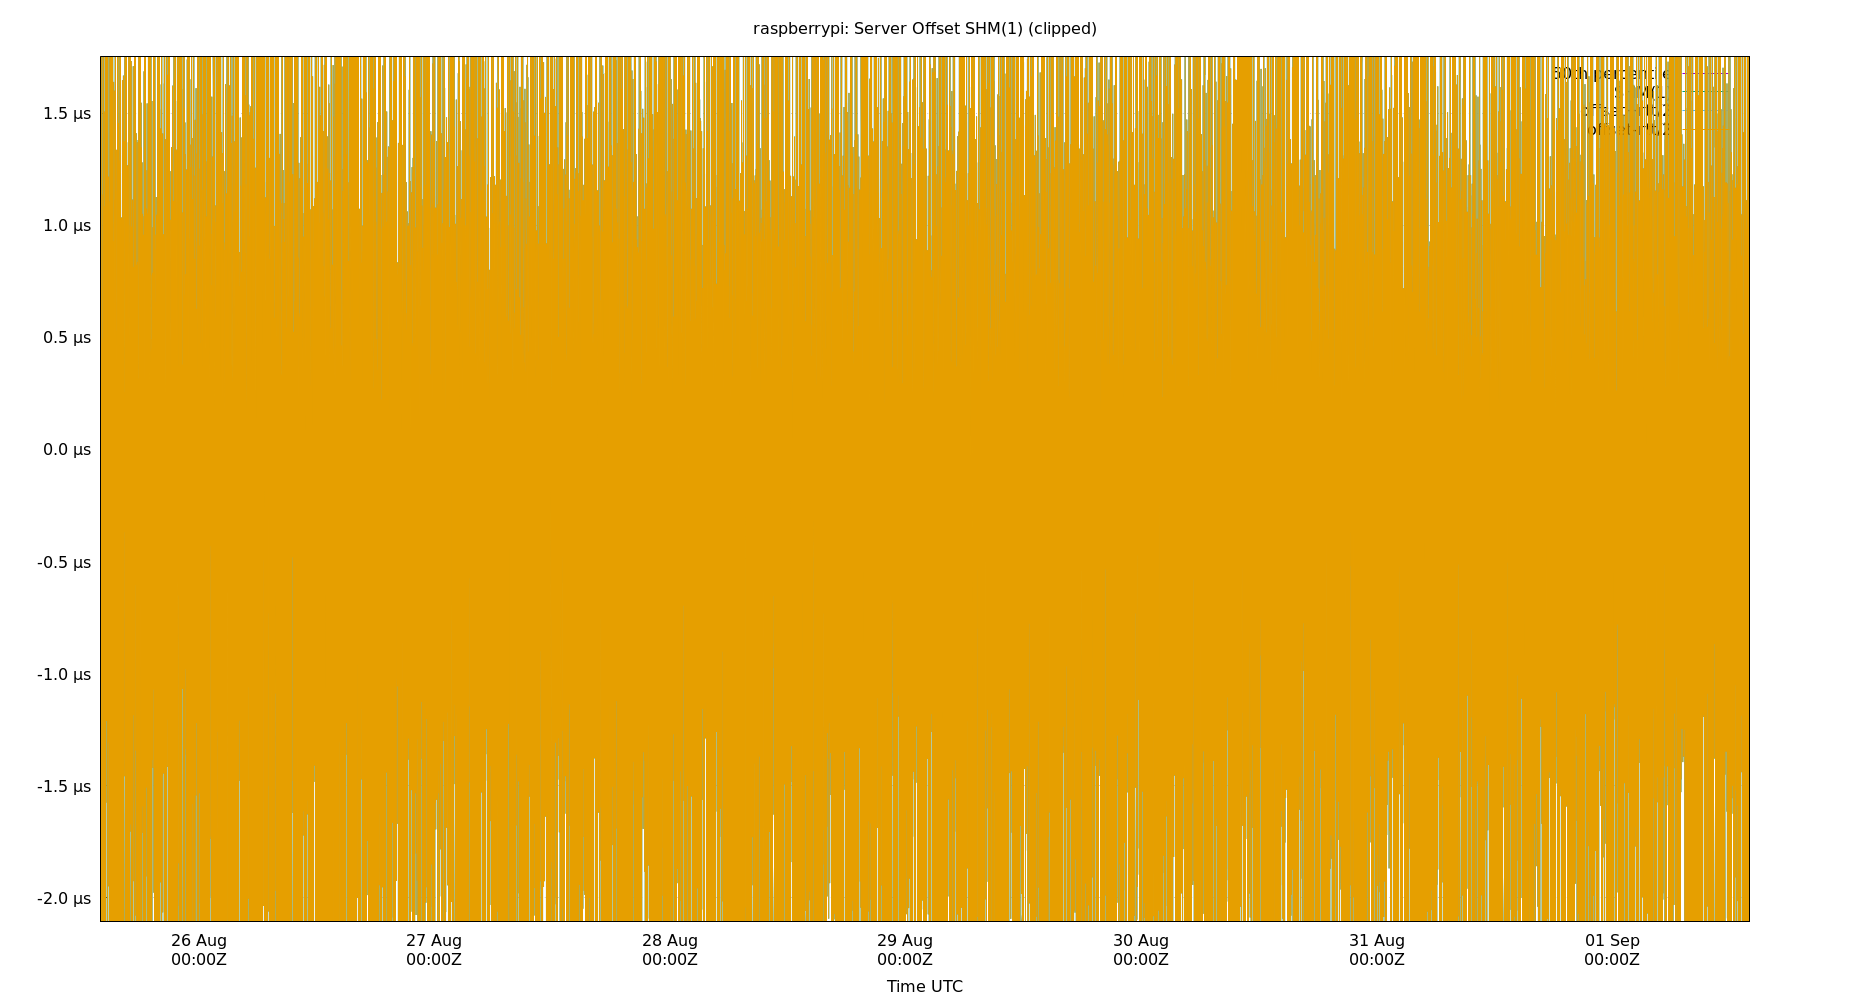 raspberrypi: Server Offset SHM(1) (clipped)
1.5 µs
1.0 µs
0.5 µs
0.0 µs
-0.5 µs
-1.0 µs
-1.5 µs
-2.0 µs
26 Aug 27 Aug 28 Aug 29 Aug 30 Aug 31 Aug 01 Sep
00:00Z 00:00Z 00:00Z 00:00Z 00:00Z 00:00Z 00:00Z
Time UTC